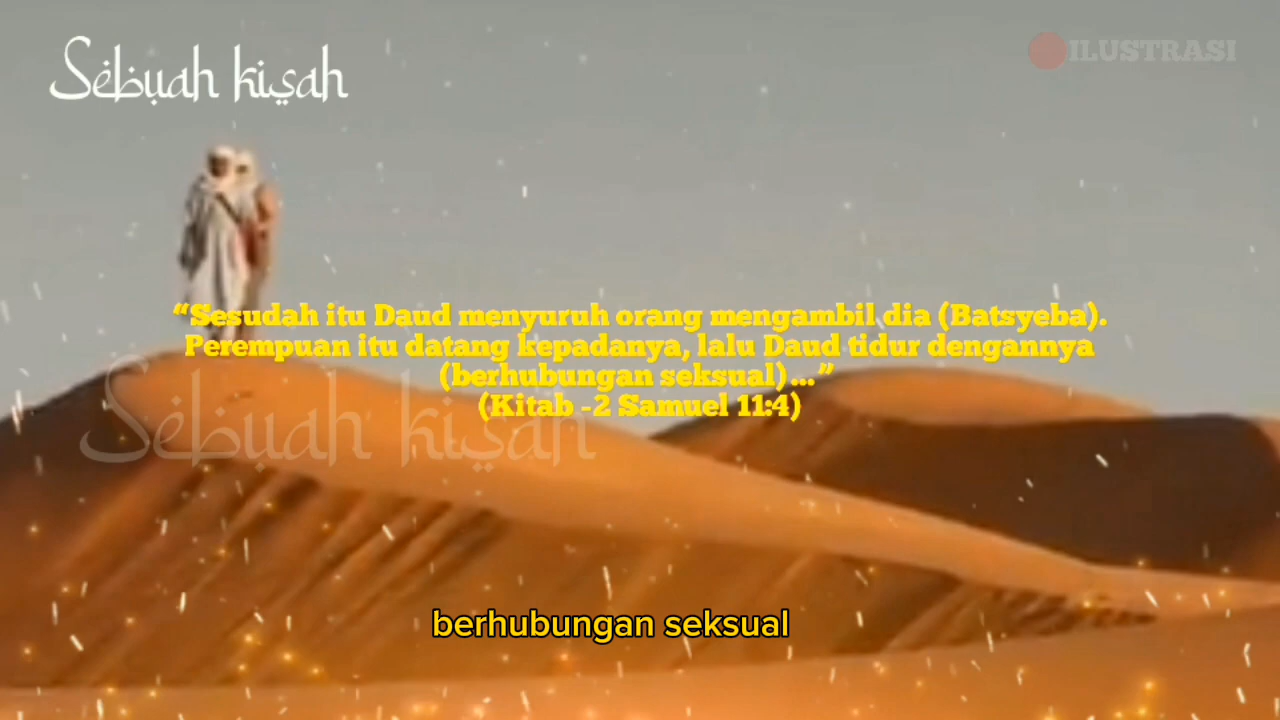 Sebuah kisah
ILUSTRASI
“Sesudah itu Daud menyuruh orang mengambil dia (Batsyeba).
Perempuan itu datang kepadanya, lalu Daud tidur dengannya
(berhubungan seksual)...”
(Kitab -2 Samuel 11:4)
Sebuah kisah
berhubungan seksual